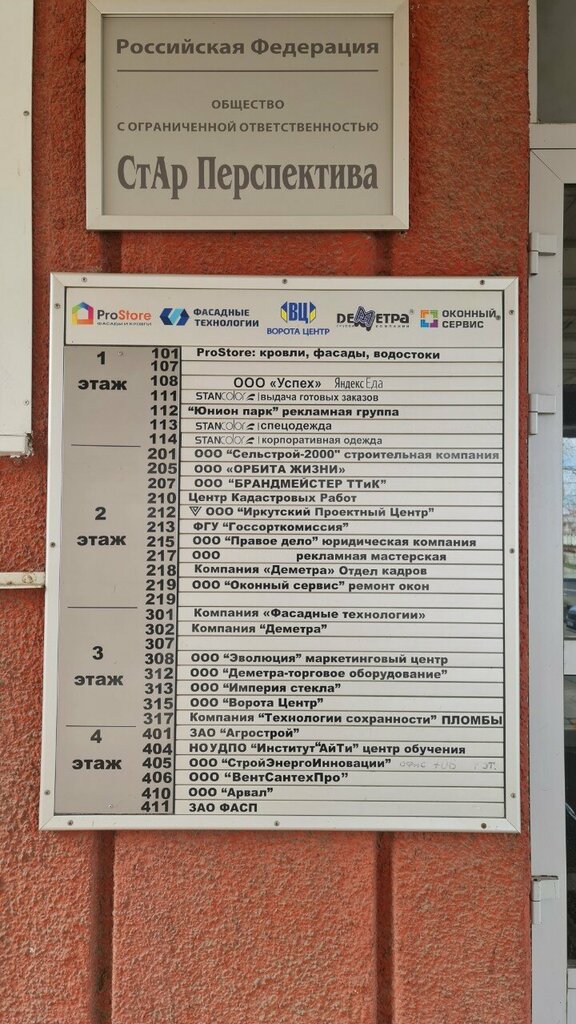 Российская Федерация
ОБЩЕСТВО
С ОГРАНИЧЕННОЙ ОТВЕТСТВЕННОСТЬЮ
СтАр Перспектива
ProStore ФАСАДЫ И КРОВЛИ ФАСАДНЫЕ ТЕХНОЛОГИИ ВЦ ВОРОТА ЦЕНТР ДЕМЕТРА ГРУППА КОМПАНИЙ ОКОННЫЙ СЕРВИС
1 этаж
101 ProStore: кровли, фасады, водостоки
107
108 ООО «Успех» Яндекс Еда
111 STANcolor | выдача готовых заказов
112 "Юнион парк" рекламная группа
113 STANcolor | спецодежда
114 STANcolor | корпоративная одежда
2 этаж
201 ООО "Сельстрой-2000" строительная компания
205 ООО «ОРБИТА ЖИЗНИ»
207 ООО "БРАНДМЕЙСТЕР ТТиК"
210 Центр Кадастровых Работ
212 ООО "Иркутский Проектный Центр"
213 ФГУ "Госсорткомиссия"
215 ООО "Правое дело" юридическая компания
217 ООО рекламная мастерская
218 Компания «Деметра» Отдел кадров
219 ООО "Оконный сервис" ремонт окон
219
3 этаж
301 Компания «Фасадные технологии»
302 Компания "Деметра"
307
308 ООО "Эволюция" маркетинговый центр
312 ООО "Деметра-торговое оборудование"
313 ООО "Империя стекла"
315 ООО "Ворота Центр"
317 Компания "Технологии сохранности" ПЛОМБЫ
4 этаж
401 ЗАО "Агрострой"
404 НОУДПО "Институт "АйТи" центр обучения
405 ООО "СтройЭнергоИнновации"
406 ООО "ВентСантехПро"
410 ООО "Арвал"
411 ЗАО ФАСП